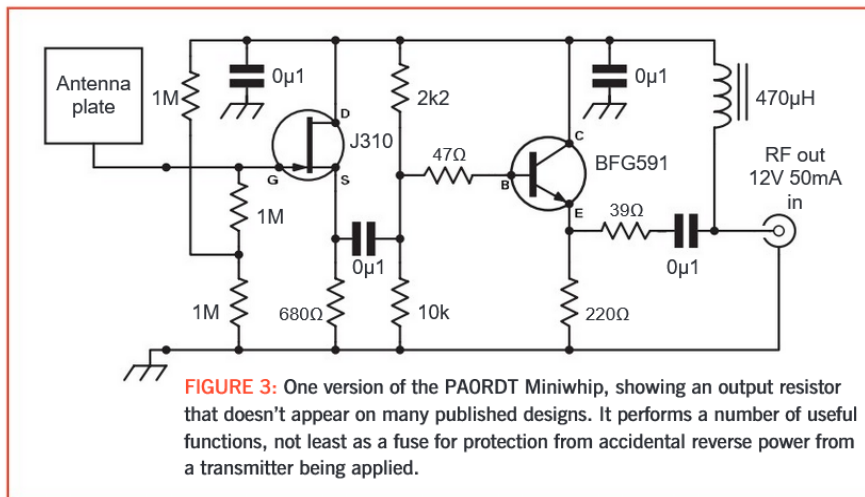 Antenna
plate
1M
0µ1
D
J310
G
S
1M
1M
0µ1
680Ω
2k2
47Ω
10k
C
BFG591
B
E
0µ1
39Ω
0µ1
220Ω
470µH
RF out
12V 50mA
in
FIGURE 3: One version of the PA0RDT Miniwhip, showing an output resistor
that doesn't appear on many published designs. It performs a number of useful
functions, not least as a fuse for protection from accidental reverse power from
a transmitter being applied.